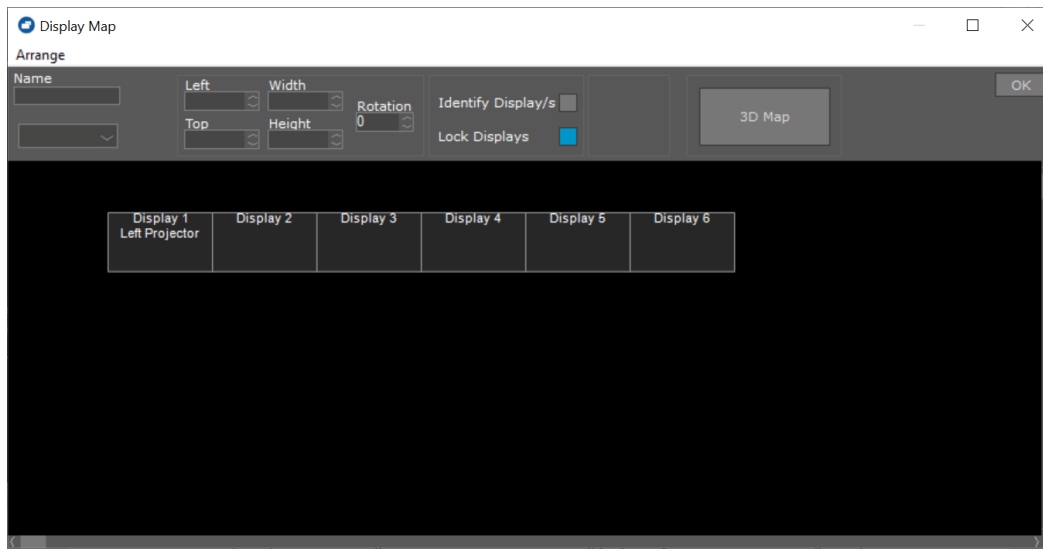 Display Map
Arrange
Name
Left
Width
Top
Height
Rotation
0
Identify Display/s
Lock Displays
3D Map
OK
Display 1
Left Projector
Display 2
Display 3
Display 4
Display 5
Display 6